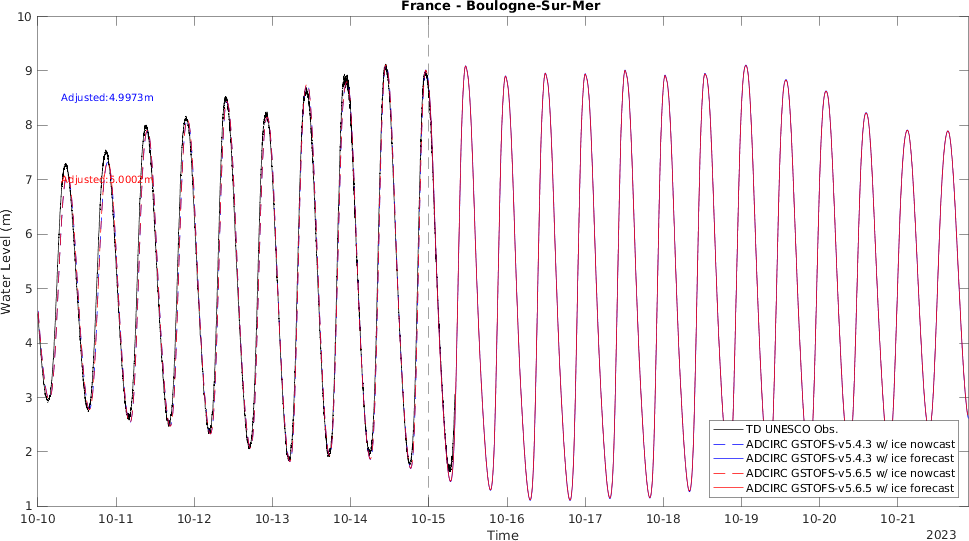 France - Boulogne-Sur-Mer
10
9
8
7
6
5
4
3
2
1
Water Level (m)
Adjusted:4.9973m
Adjusted:5.0002m
TD UNESCO Obs.
ADCIRC GSTOFS-v5.4.3 w/ ice nowcast
ADCIRC GSTOFS-v5.4.3 w/ ice forecast
ADCIRC GSTOFS-v5.6.5 w/ ice nowcast
ADCIRC GSTOFS-v5.6.5 w/ ice forecast
10-10 10-11 10-12 10-13 10-14 10-15 10-16 10-17 10-18 10-19 10-20 10-21
Time
2023